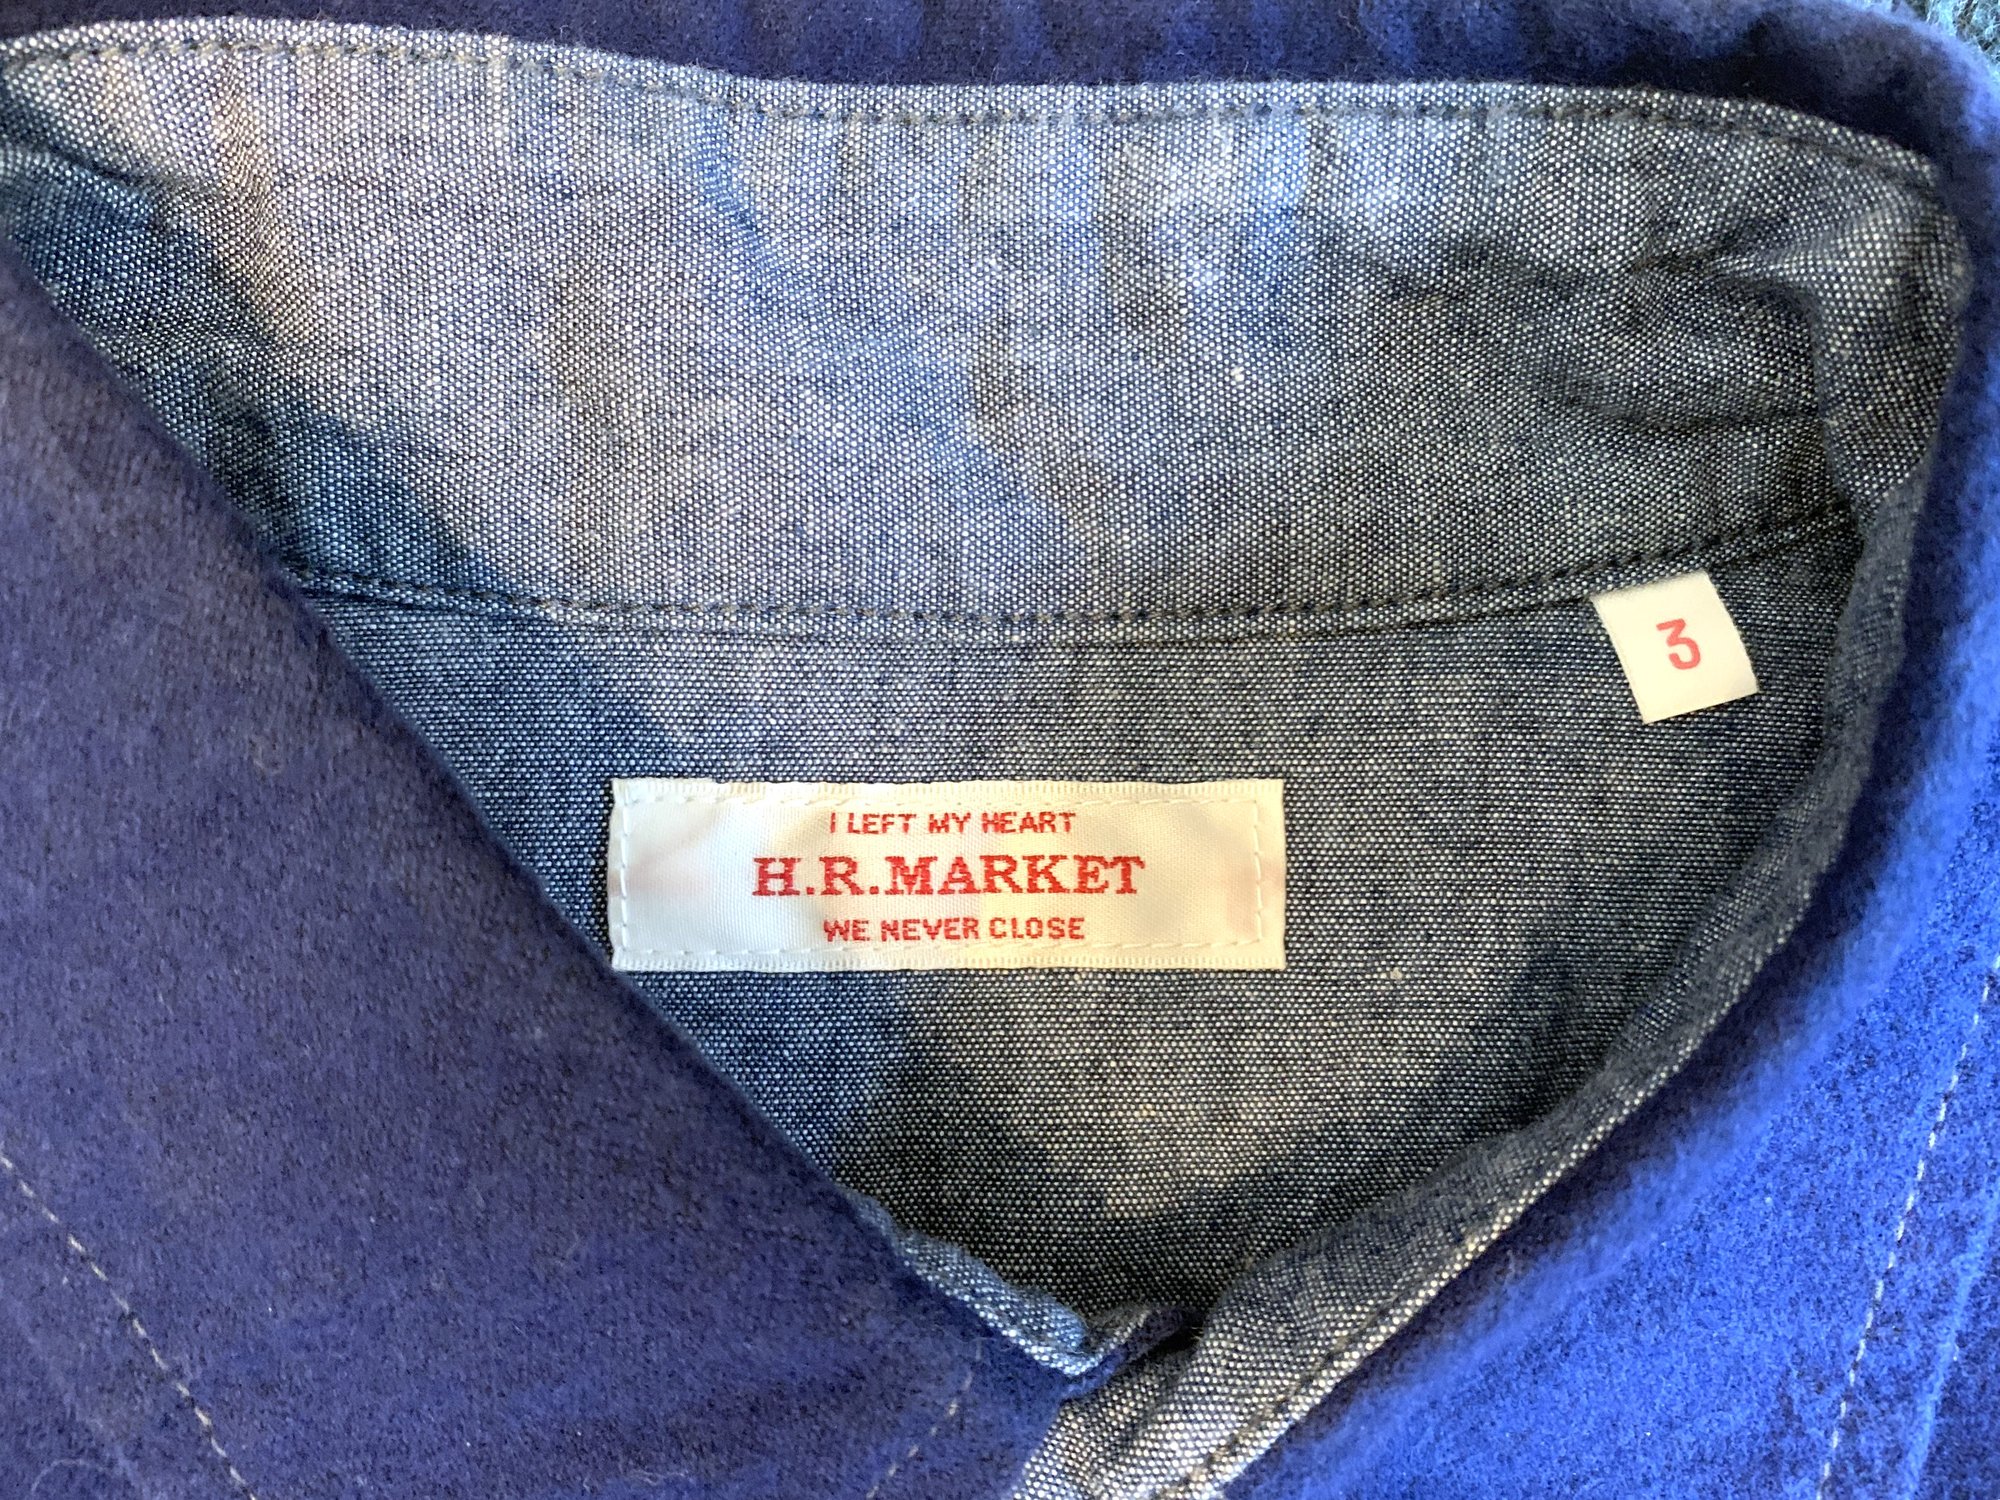 3
I LEFT MY HEART
H.R.MARKET
WE NEVER CLOSE